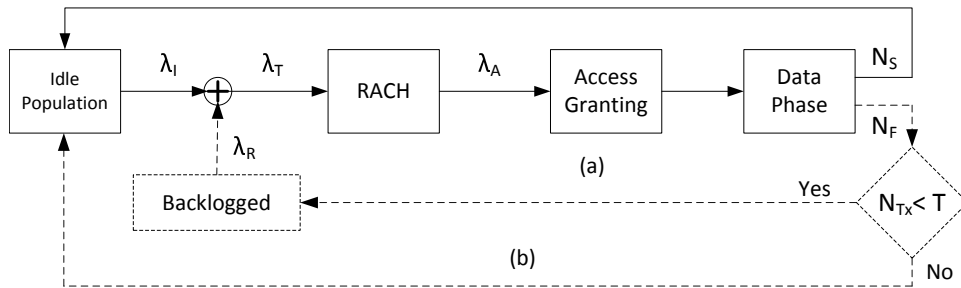 Idle
Population
λI
λT
RACH
λA
Access
Granting
Data
Phase
NS
NF
λR
(a)
Backlogged
Yes
NTx< T
(b)
No